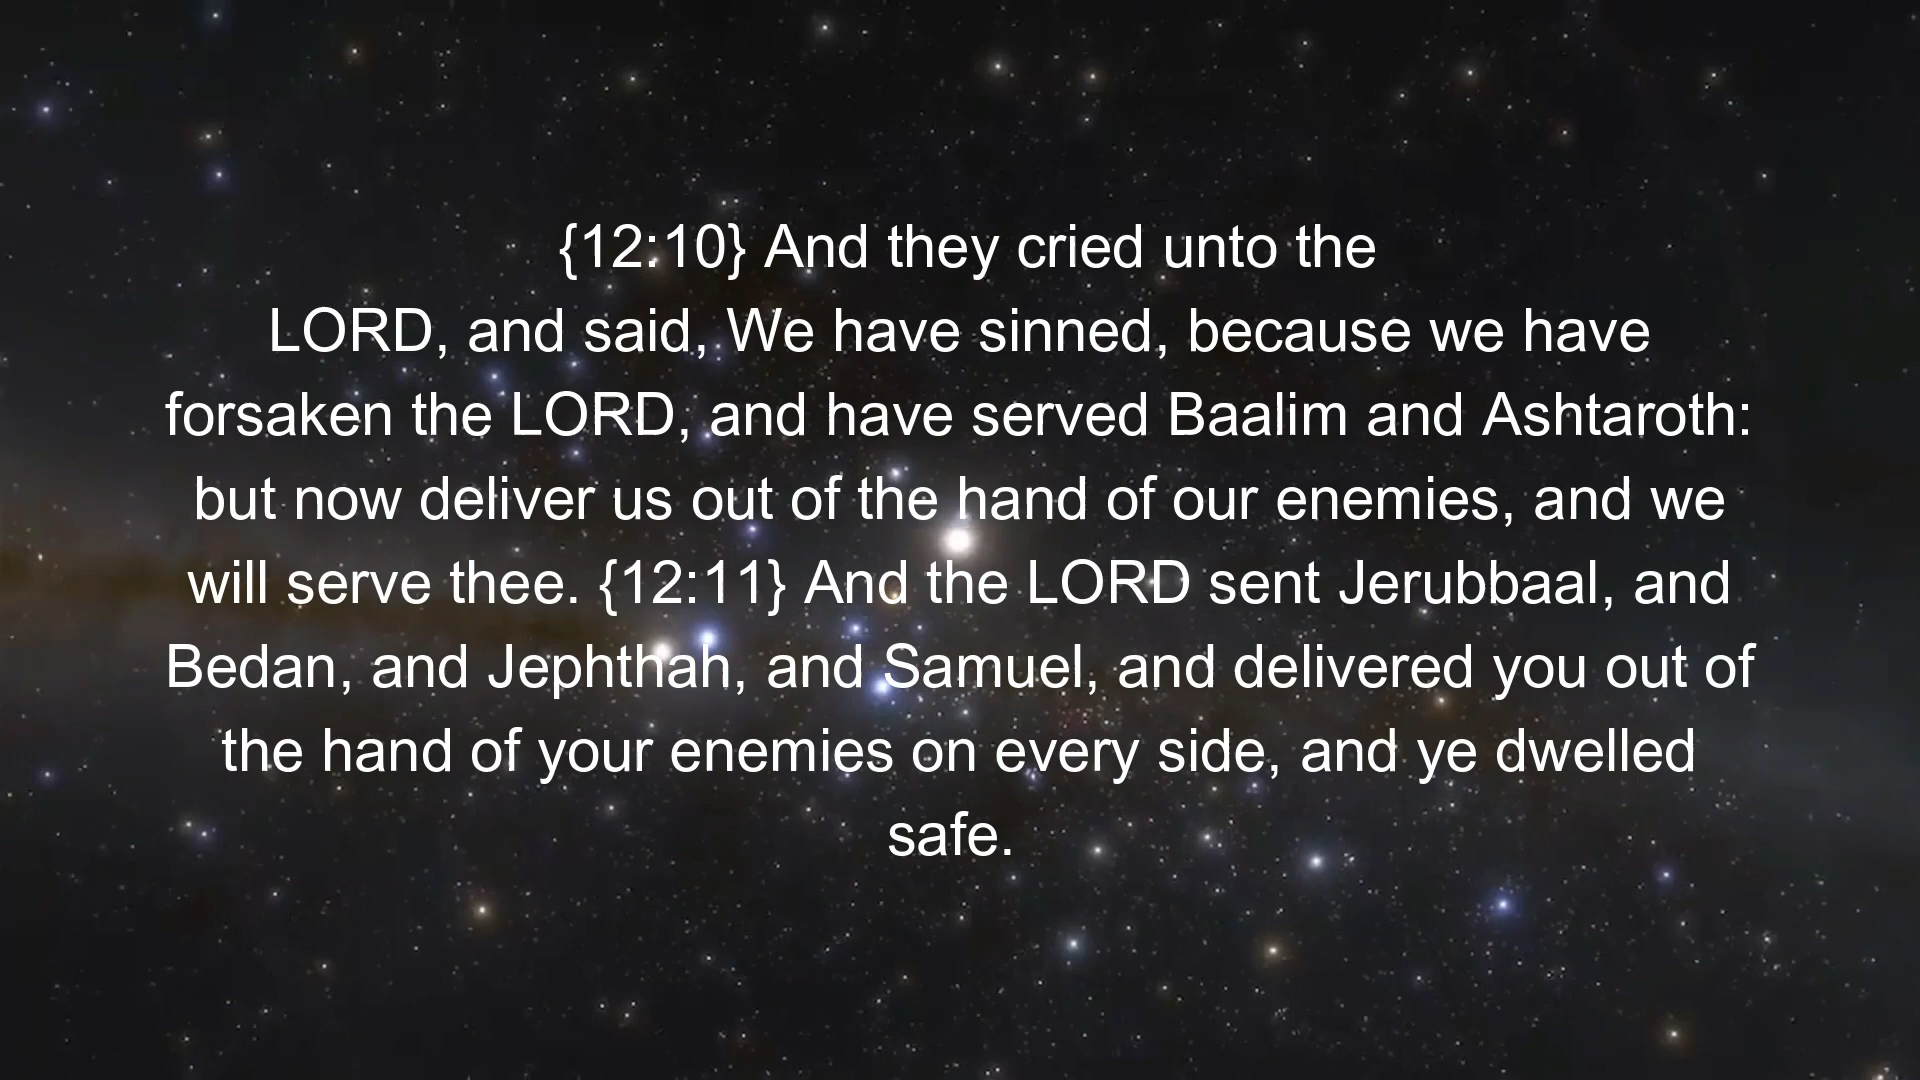 {12:10} And they cried unto the
LORD, and said, We have sinned, because we have
forsaken the LORD, and have served Baalim and Ashtaroth:
but now deliver us out of the hand of our enemies, and we
will serve thee. {12:11} And the LORD sent Jerubbaal, and
Bedan, and Jephthah, and Samuel, and delivered you out of
the hand of your enemies on every side, and ye dwelled
safe.